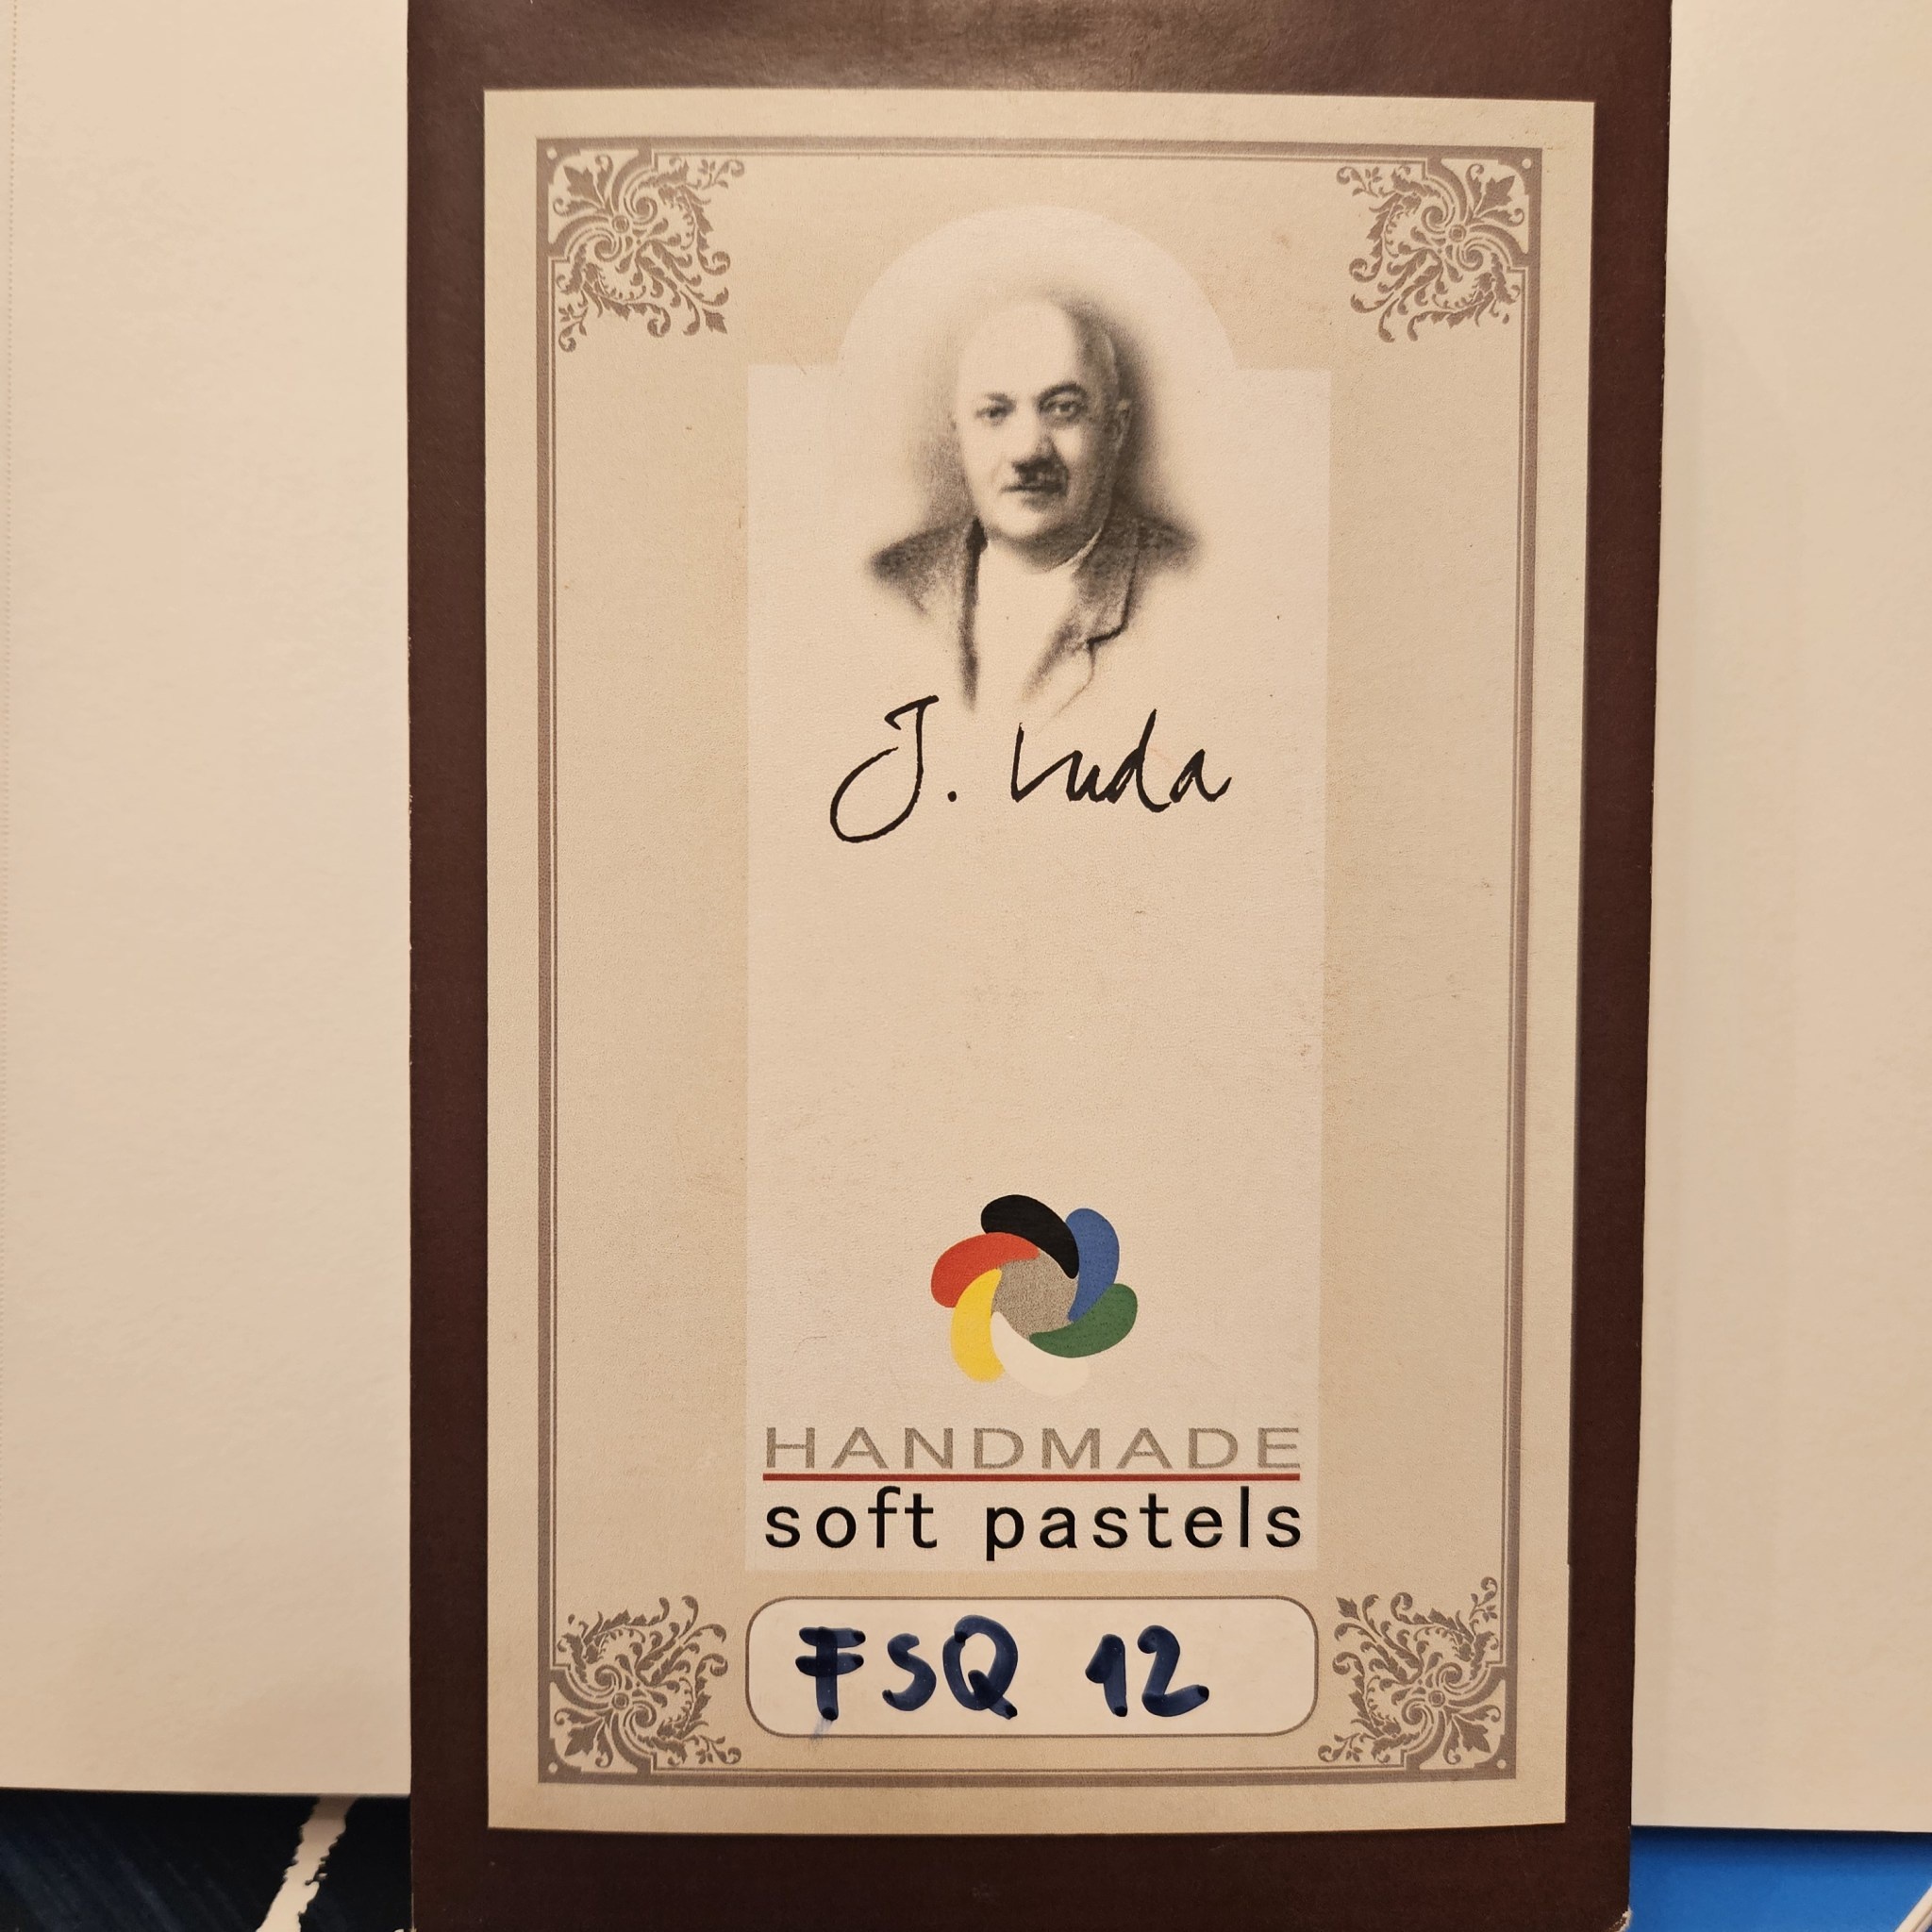 J. Luda
HANDMADE
soft pastels
FSQ 12